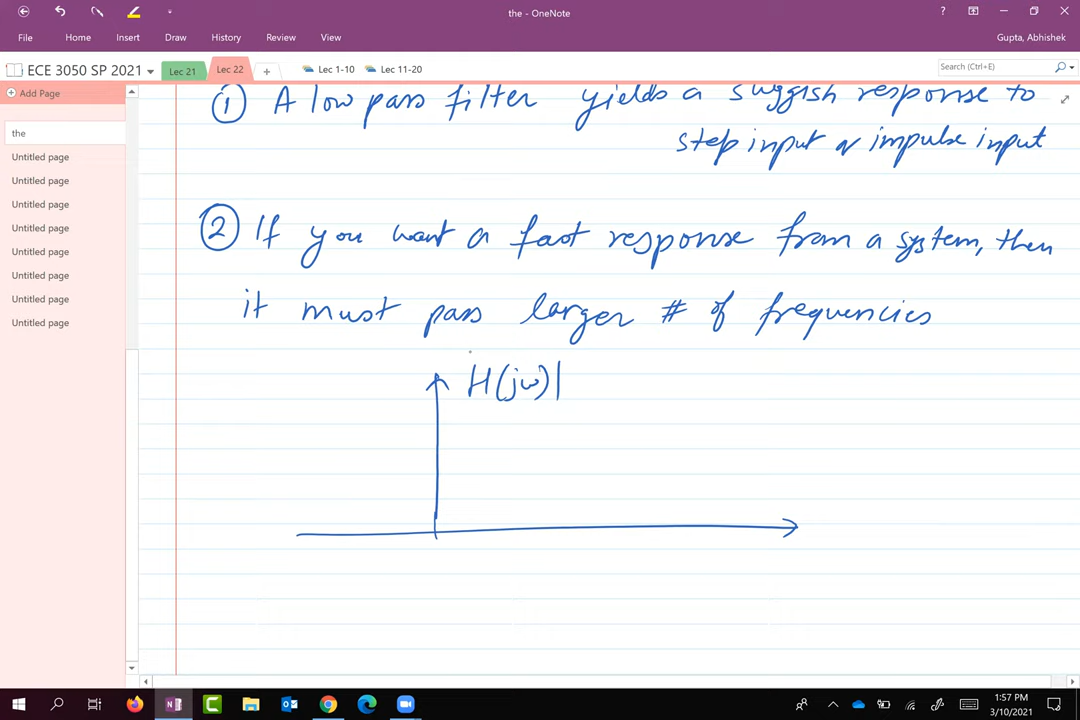 the - OneNote
?
Gupta, Abhishek
File Home Insert Draw History Review View
ECE 3050 SP 2021 Lec 21 Lec 22 + Lec 1-10 Lec 11-20 Search (Ctrl+E)
Add Page
the
Untitled page
Untitled page
Untitled page
Untitled page
Untitled page
Untitled page
Untitled page
Untitled page
① A low pass filter yields a suggish response to
step input or impulse input
② If you want a fast response from a system, then
it must pass larger # of frequencies
H(jω)|
1:57 PM
3/10/2021